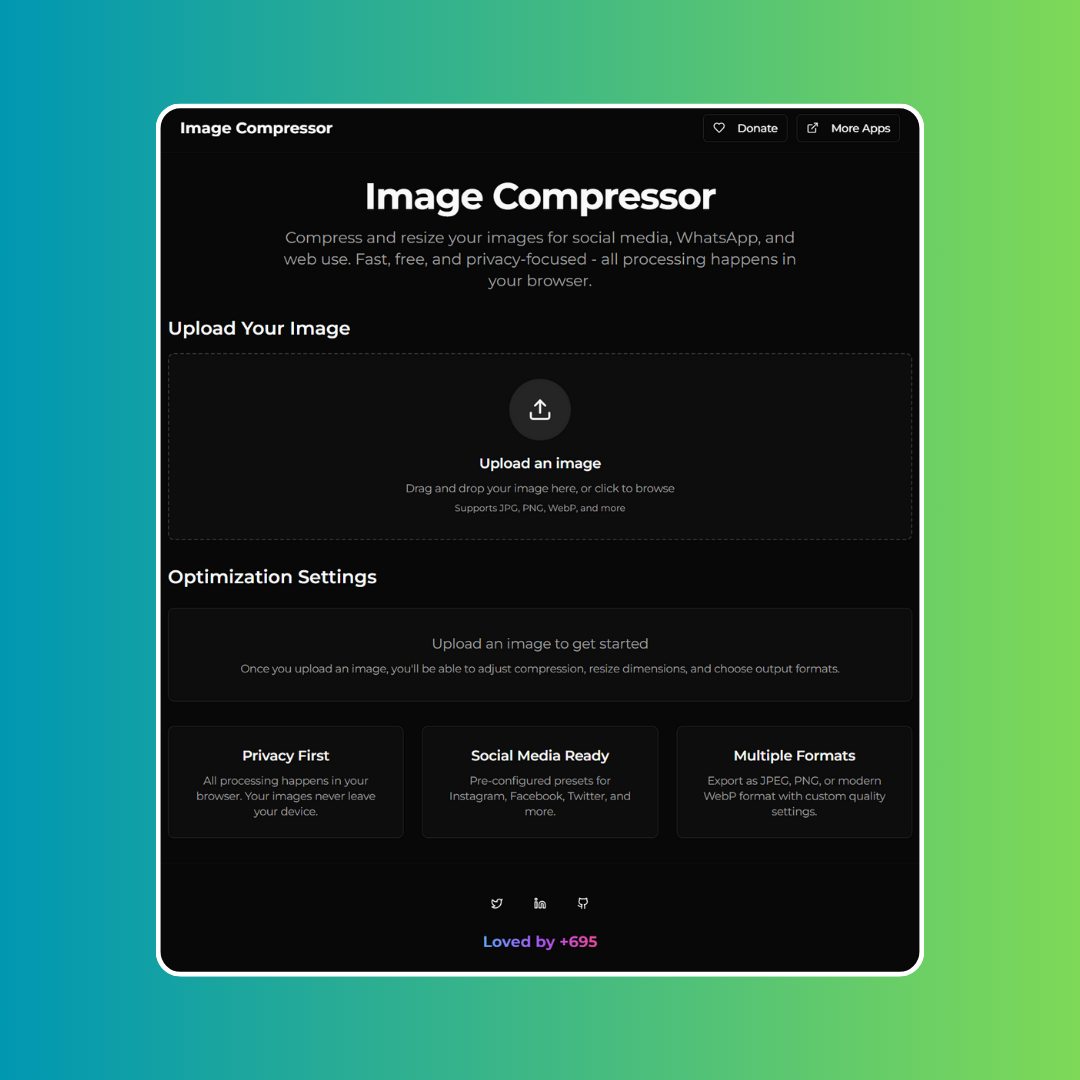 Image Compressor
Donate
More Apps
Image Compressor
Compress and resize your images for social media, WhatsApp, and
web use. Fast, free, and privacy-focused - all processing happens in
your browser.
Upload Your Image
Upload an image
Drag and drop your image here, or click to browse
Supports JPG, PNG, WebP, and more
Optimization Settings
Upload an image to get started
Once you upload an image, you'll be able to adjust compression, resize dimensions, and choose output formats.
Privacy First
All processing happens in your
browser. Your images never leave
your device.
Social Media Ready
Pre-configured presets for
Instagram, Facebook, Twitter, and
more.
Multiple Formats
Export as JPEG, PNG, or modern
WebP format with custom quality
settings.
Loved by +695